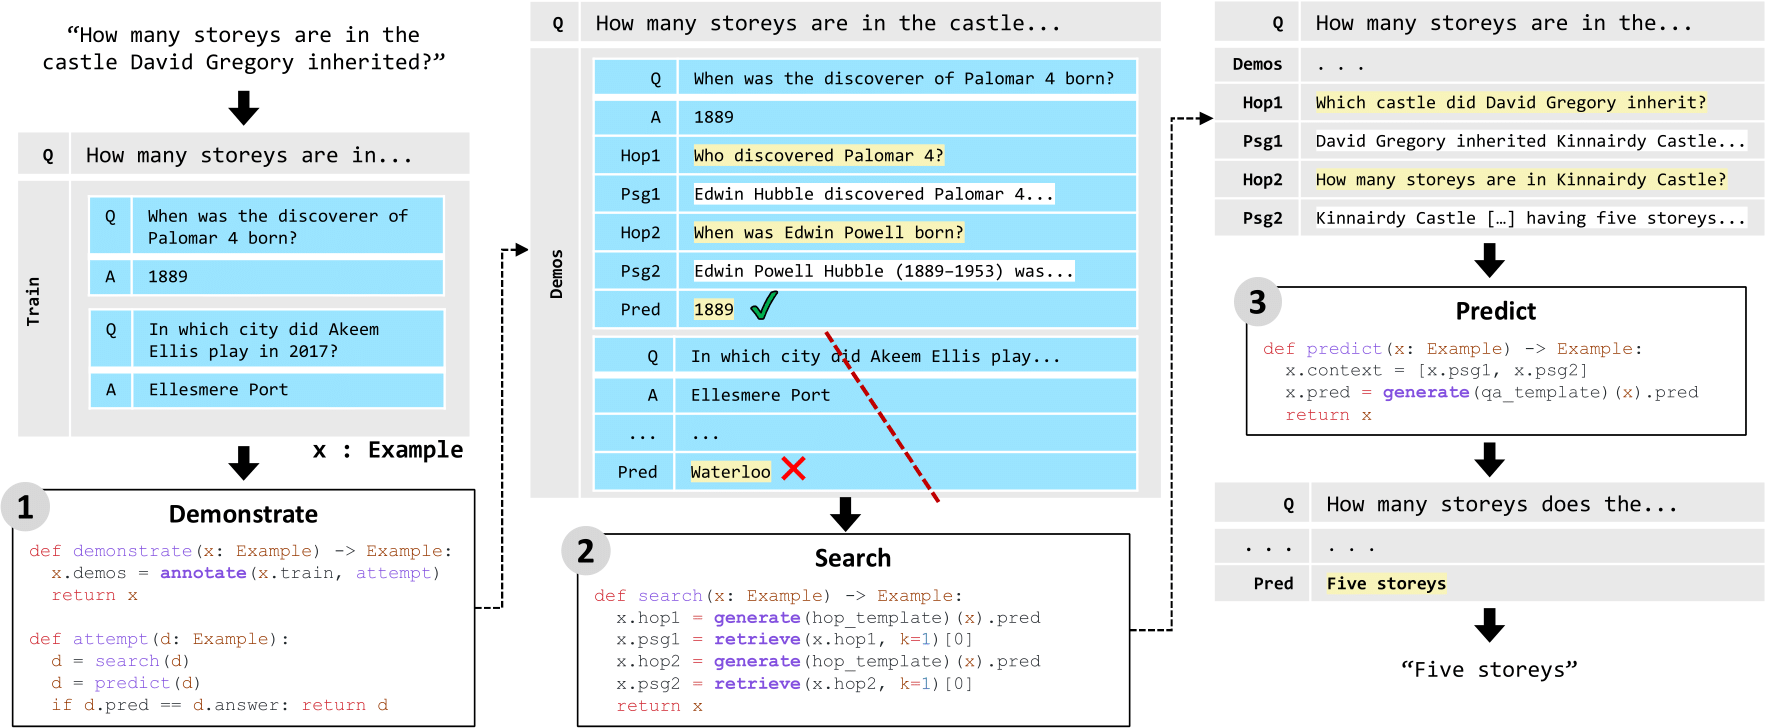 “How many storeys are in the
castle David Gregory inherited?”
Q How many storeys are in...
Train
Q When was the discoverer of
Palomar 4 born?
A 1889
Q In which city did Akeem
Ellis play in 2017?
A Ellesmere Port
x : Example
1
Demonstrate
def demonstrate(x: Example) -> Example:
x.demos = annotate(x.train, attempt)
return x
def attempt(d: Example):
d = search(d)
d = predict(d)
if d.pred == d.answer: return d
Q How many storeys are in the castle...
Demos
Q When was the discoverer of Palomar 4 born?
A 1889
Hop1 Who discovered Palomar 4?
Psg1 Edwin Hubble discovered Palomar 4...
Hop2 When was Edwin Powell born?
Psg2 Edwin Powell Hubble (1889–1953) was...
Pred 1889
Q In which city did Akeem Ellis play...
A Ellesmere Port
... ...
Pred Waterloo
2
Search
def search(x: Example) -> Example:
x.hop1 = generate(hop_template)(x).pred
x.psg1 = retrieve(x.hop1, k=1)[0]
x.hop2 = generate(hop_template)(x).pred
x.psg2 = retrieve(x.hop2, k=1)[0]
return x
Q How many storeys are in the...
Demos . . .
Hop1 Which castle did David Gregory inherit?
Psg1 David Gregory inherited Kinnairdy Castle...
Hop2 How many storeys are in Kinnairdy Castle?
Psg2 Kinnairdy Castle […] having five storeys...
3
Predict
def predict(x: Example) -> Example:
x.context = [x.psg1, x.psg2]
x.pred = generate(qa_template)(x).pred
return x
Q How many storeys does the...
. . . . . .
Pred Five storeys
“Five storeys”